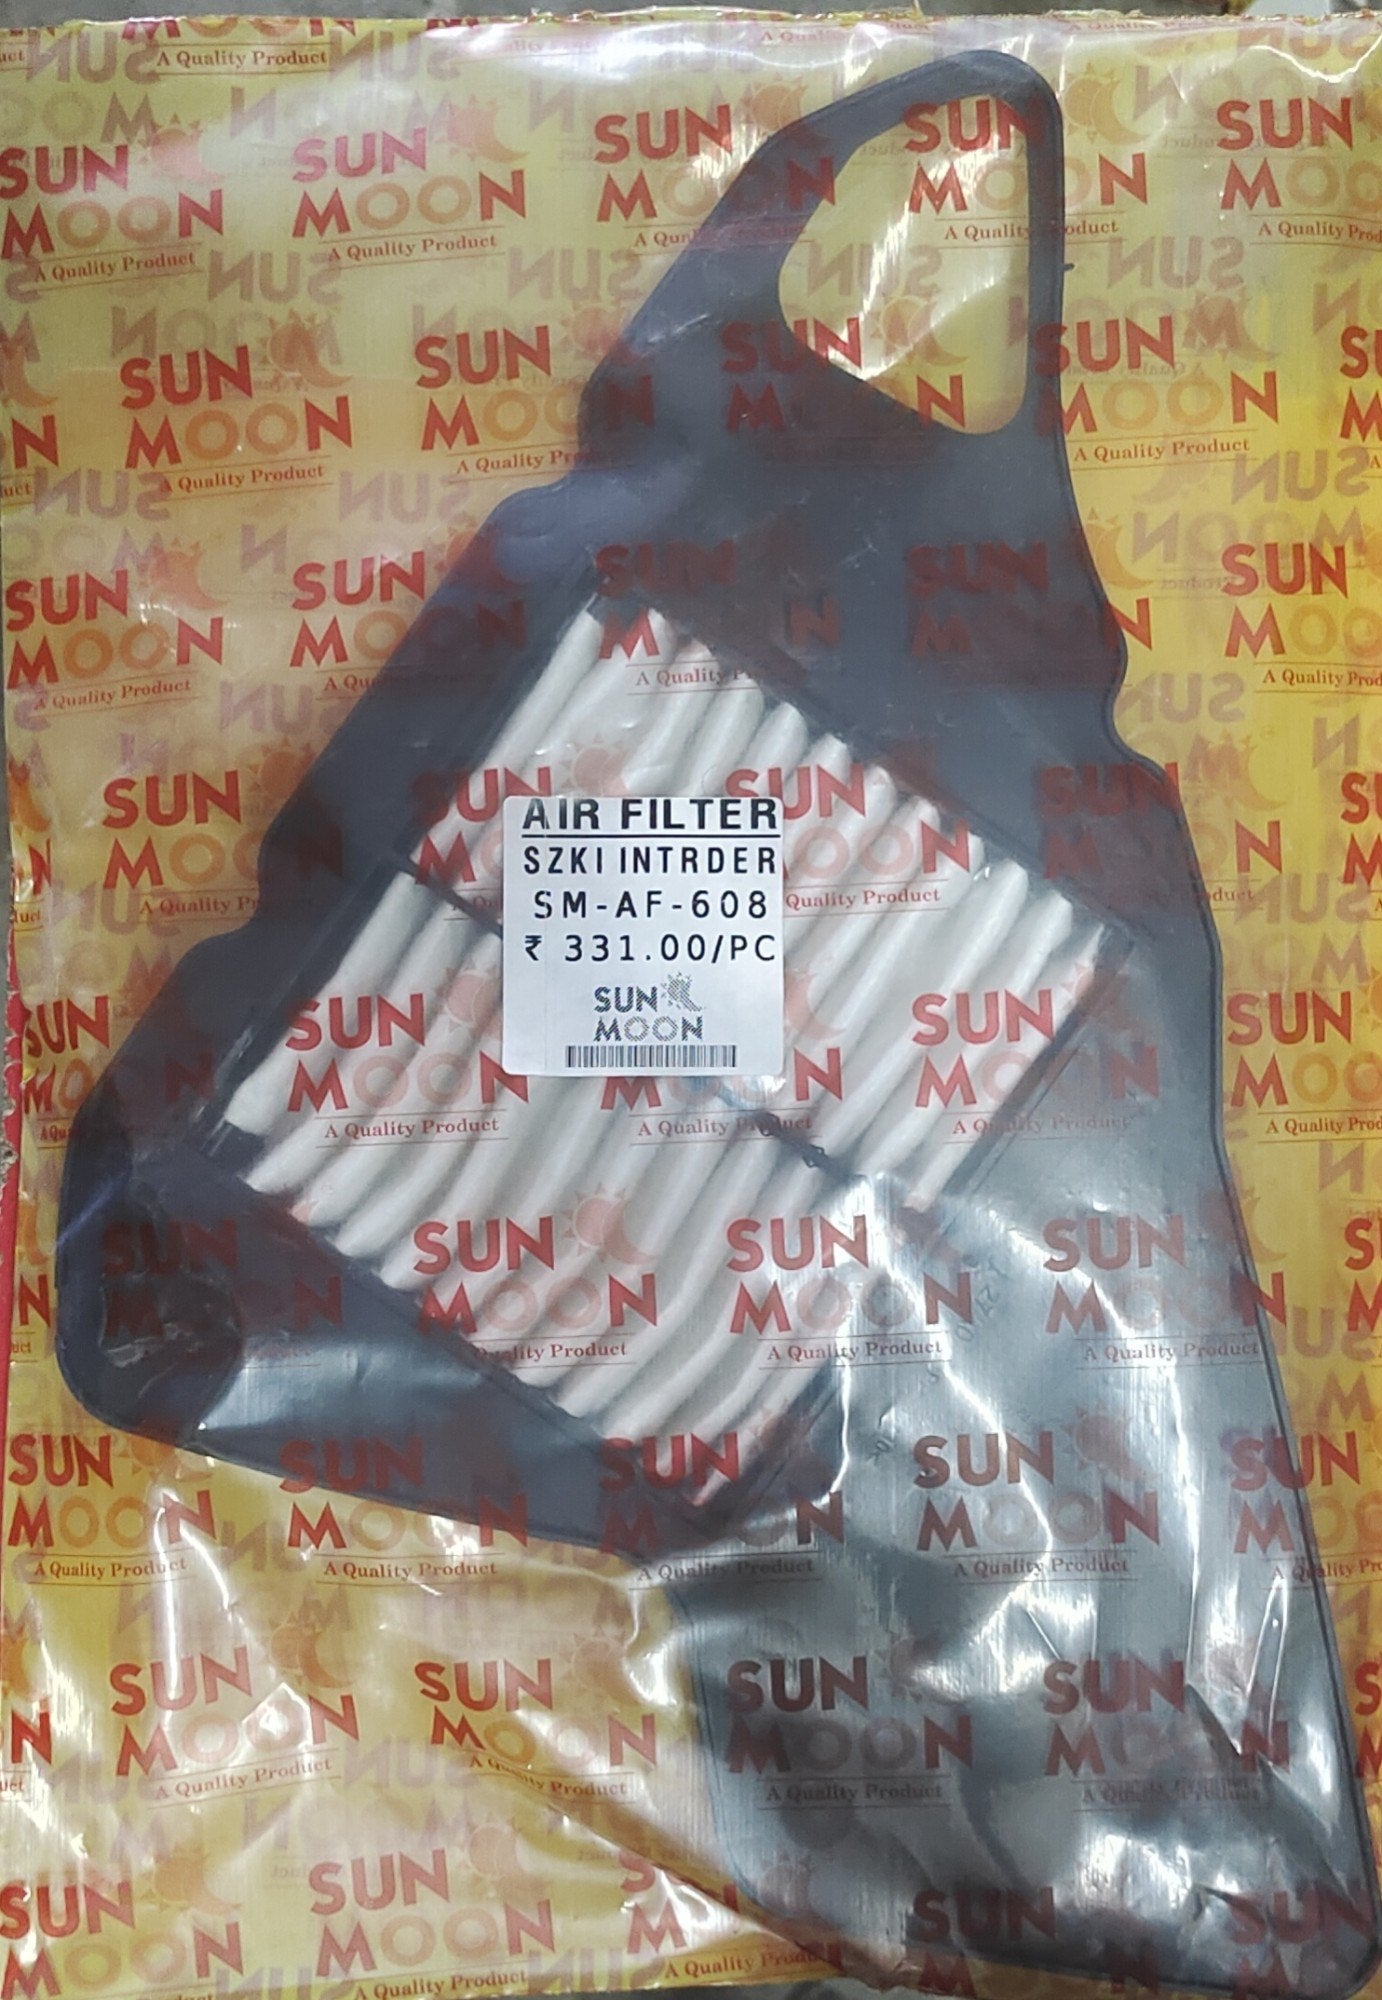 AIR FILTER
SZKI INTRDER
SM-AF-608
₹ 331.00/PC
SUN
MOON
SUN
MOON
A Quality Product